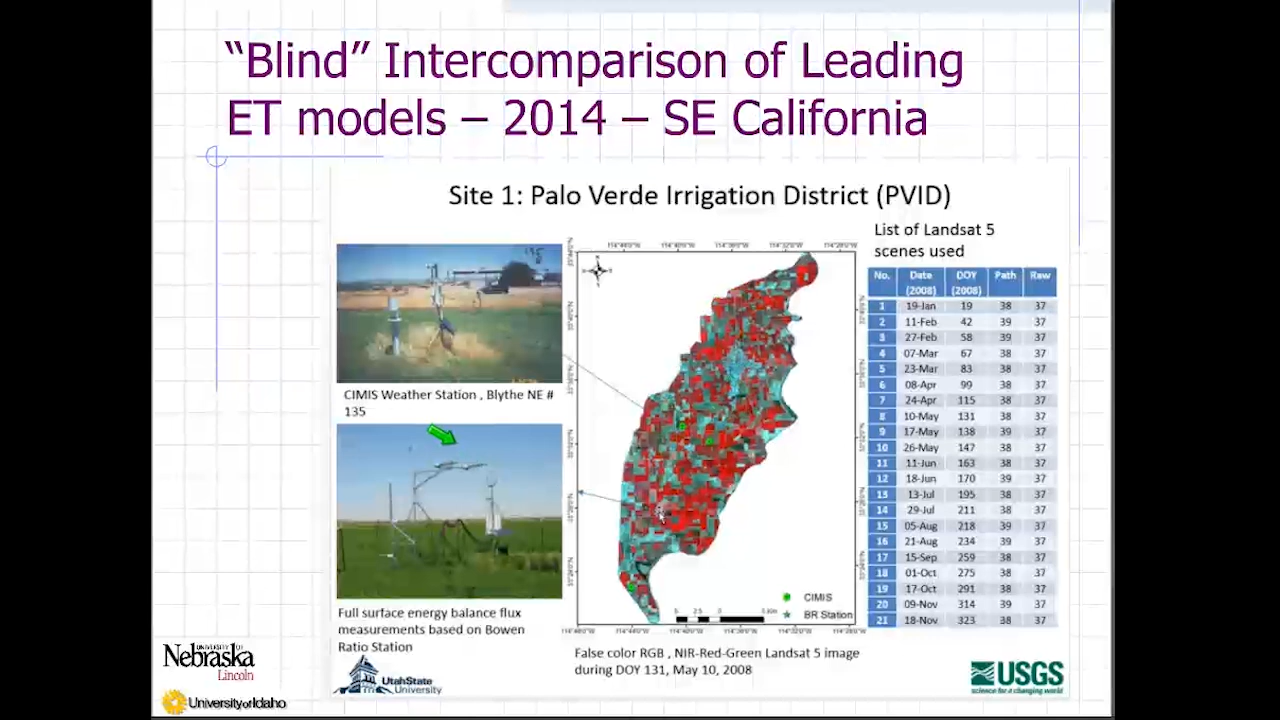 “Blind” Intercomparison of Leading
ET models – 2014 – SE California
Site 1: Palo Verde Irrigation District (PVID)
CIMIS Weather Station , Blythe NE #
135
Full surface energy balance flux
measurements based on Bowen
Ratio Station
UtahState
University
CIMIS
BR Station
False color RGB , NIR-Red-Green Landsat 5 image
during DOY 131, May 10, 2008
List of Landsat 5
scenes used
No. Date (2008) DOY (2008) Path Raw
1 19-Jan 19 38 37
2 11-Feb 42 39 37
3 27-Feb 58 39 37
4 07-Mar 67 38 37
5 23-Mar 83 38 37
6 08-Apr 99 38 37
7 24-Apr 115 38 37
8 10-May 131 38 37
9 17-May 138 39 37
10 26-May 147 38 37
11 11-Jun 163 38 37
12 18-Jun 170 39 37
13 13-Jul 195 38 37
14 29-Jul 211 38 37
15 05-Aug 218 39 37
16 21-Aug 234 39 37
17 15-Sep 259 38 37
18 01-Oct 275 38 37
19 17-Oct 291 38 37
20 09-Nov 314 39 37
21 18-Nov 323 38 37
USGS
science for a changing world
UNIVERSITY OF
Nebraska
Lincoln
University of Idaho